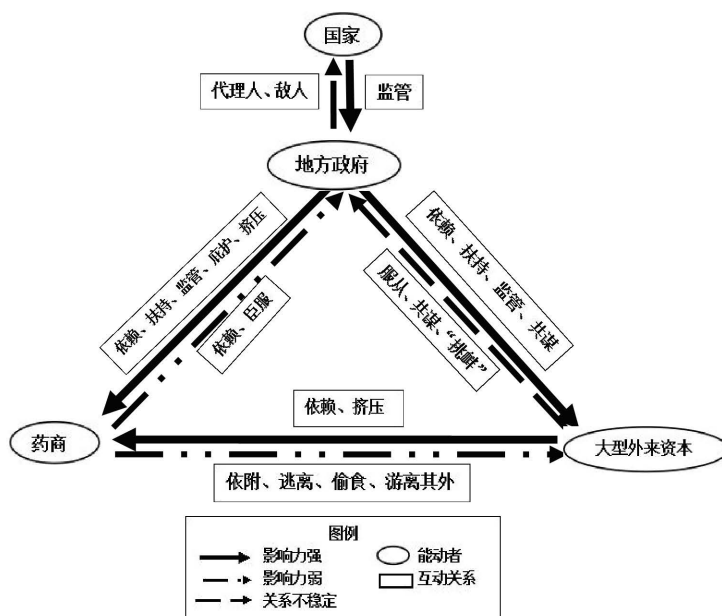 国家
代理人、敌人
监管
地方政府
依赖、扶持、监管、庇护、挤压
依赖、臣服
依赖、扶持、监管、共谋
服从、共谋、“挑衅”
依赖、挤压
药商
大型外来资本
依附、逃离、偷食、游离其外
图例
影响力强
能动者
影响力弱
互动关系
关系不稳定